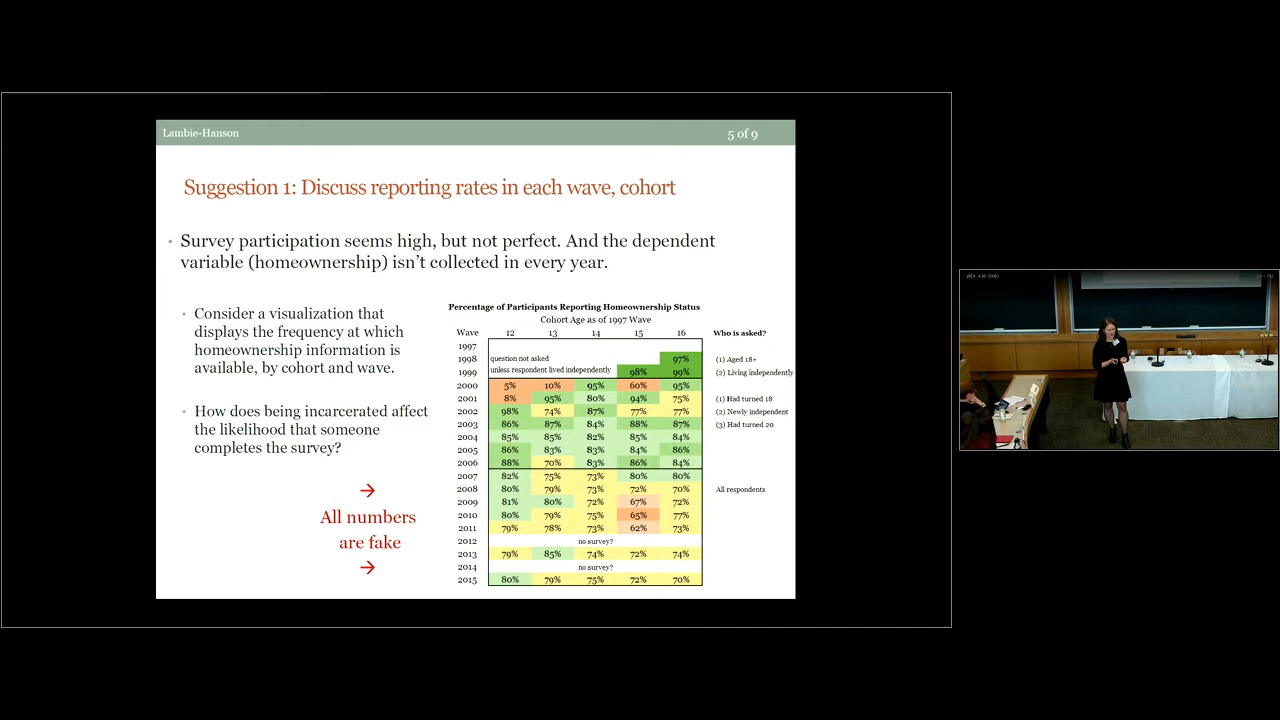 Lambie-Hanson 5 of 9
Suggestion 1: Discuss reporting rates in each wave, cohort
• Survey participation seems high, but not perfect. And the dependent
variable (homeownership) isn't collected in every year.
• Consider a visualization that
displays the frequency at which
homeownership information is
available, by cohort and wave.
• How does being incarcerated affect
the likelihood that someone
completes the survey?
→
All numbers
are fake
→
Percentage of Participants Reporting Homeownership Status
Cohort Age as of 1997 Wave
Wave 12 13 14 15 16 Who is asked?
1997
1998 question not asked 97% (1) Aged 18+
1999 unless respondent lived independently 98% 99% (2) Living independently
2000 5% 10% 95% 60% 95%
2001 8% 95% 80% 94% 75% (1) Had turned 18
2002 98% 74% 87% 77% 77% (2) Newly independent
2003 86% 87% 84% 88% 87% (3) Had turned 20
2004 85% 85% 82% 85% 84%
2005 86% 83% 83% 84% 86%
2006 88% 70% 83% 86% 84%
2007 82% 75% 73% 80% 80%
2008 80% 79% 73% 72% 70% All respondents
2009 81% 80% 72% 67% 72%
2010 80% 79% 75% 65% 77%
2011 79% 78% 73% 62% 73%
2012 no survey?
2013 79% 85% 74% 72% 74%
2014 no survey?
2015 80% 79% 75% 72% 70%